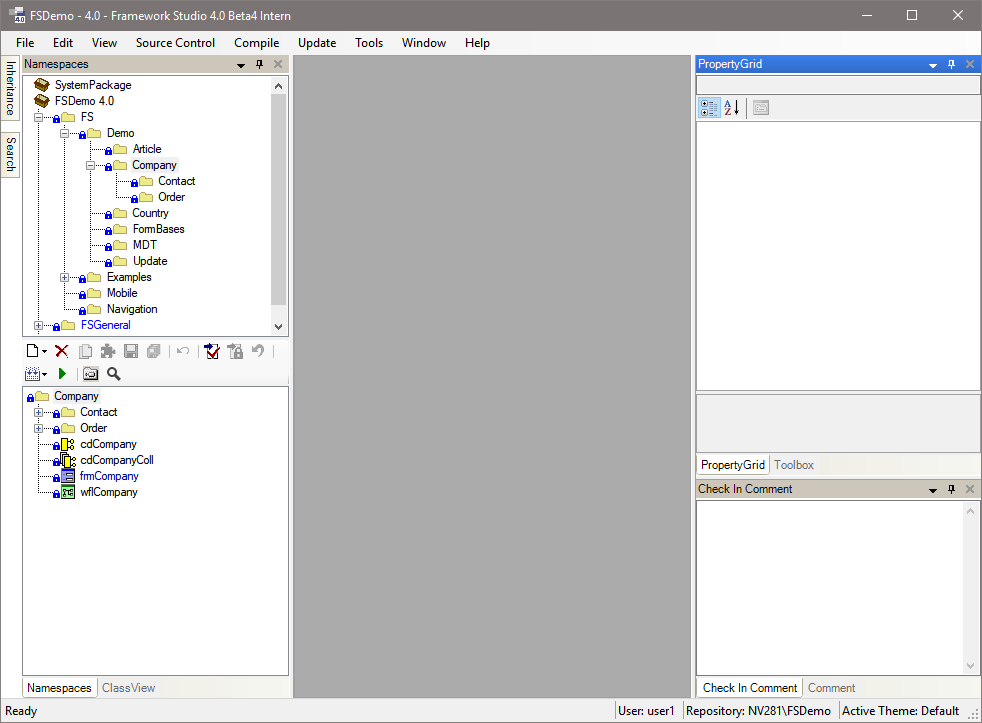 FSDemo - 4.0 - Framework Studio 4.0 Beta4 Intern
File Edit View Source Control Compile Update Tools Window Help
Inheritance
Search
Namespaces
SystemPackage
FSDemo 4.0
FS
Demo
Article
Company
Contact
Order
Country
FormBases
MDT
Update
Examples
Mobile
Navigation
FSGeneral
Company
Contact
Order
cdCompany
cdCompanyColl
frmCompany
wflCompany
Namespaces ClassView
PropertyGrid
PropertyGrid Toolbox
Check In Comment
Check In Comment Comment
Ready
User: user1 Repository: NV281\FSDemo Active Theme: Default